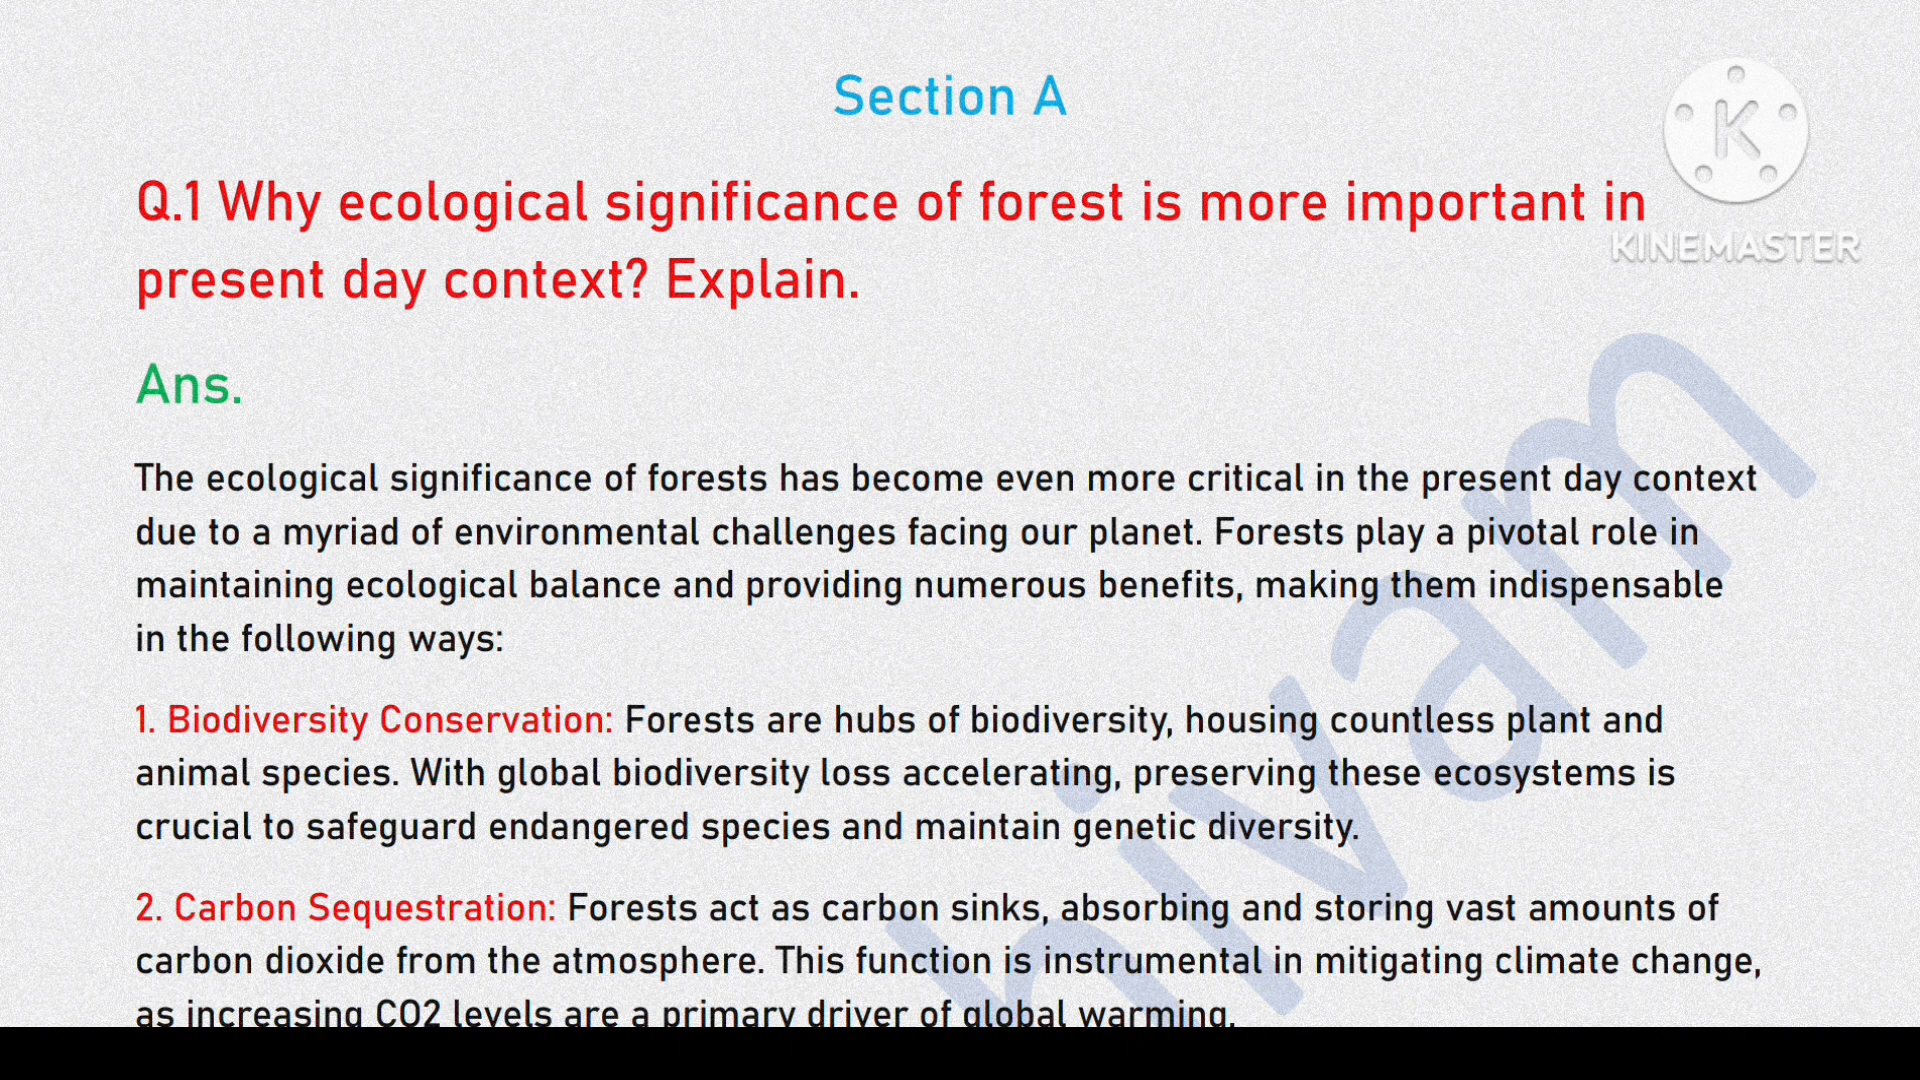 Section A
K
KINEMASTER
Q.1 Why ecological significance of forest is more important in
present day context? Explain.
Ans.
The ecological significance of forests has become even more critical in the present day context
due to a myriad of environmental challenges facing our planet. Forests play a pivotal role in
maintaining ecological balance and providing numerous benefits, making them indispensable
in the following ways:
1. Biodiversity Conservation: Forests are hubs of biodiversity, housing countless plant and
animal species. With global biodiversity loss accelerating, preserving these ecosystems is
crucial to safeguard endangered species and maintain genetic diversity.
2. Carbon Sequestration: Forests act as carbon sinks, absorbing and storing vast amounts of
carbon dioxide from the atmosphere. This function is instrumental in mitigating climate change,
as increasing CO2 levels are a primary driver of global warming.
hivam